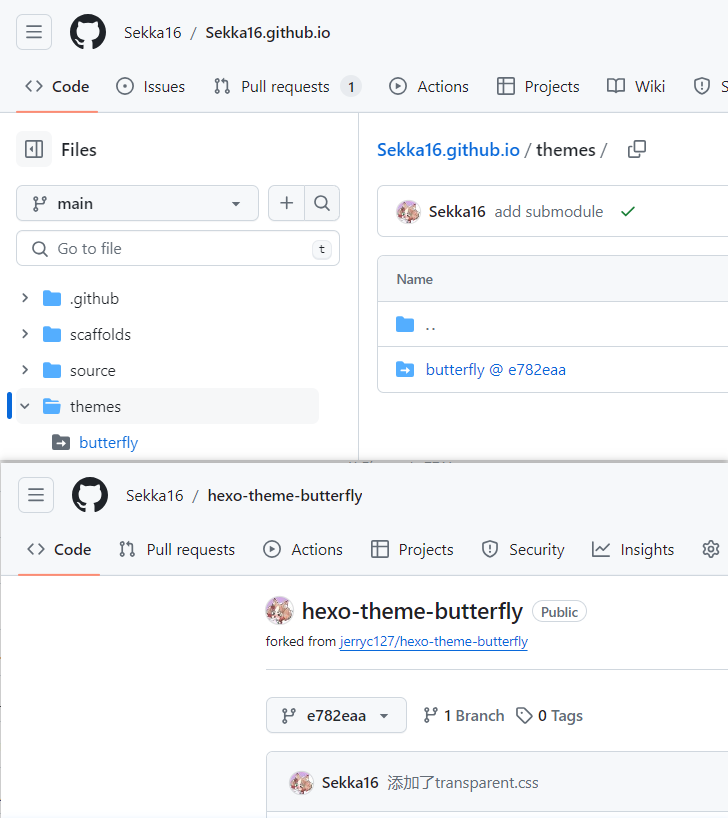 Sekka16 / Sekka16.github.io
Code Issues Pull requests 1 Actions Projects Wiki S
Files
main
Go to file t
.github
scaffolds
source
themes
butterfly
Sekka16.github.io / themes /
Sekka16 add submodule
Name
..
butterfly @ e782eaa
Sekka16 / hexo-theme-butterfly
Code Pull requests Actions Projects Security Insights
hexo-theme-butterfly Public
forked from jerryc127/hexo-theme-butterfly
e782eaa 1 Branch 0 Tags
Sekka16 添加了transparent.css